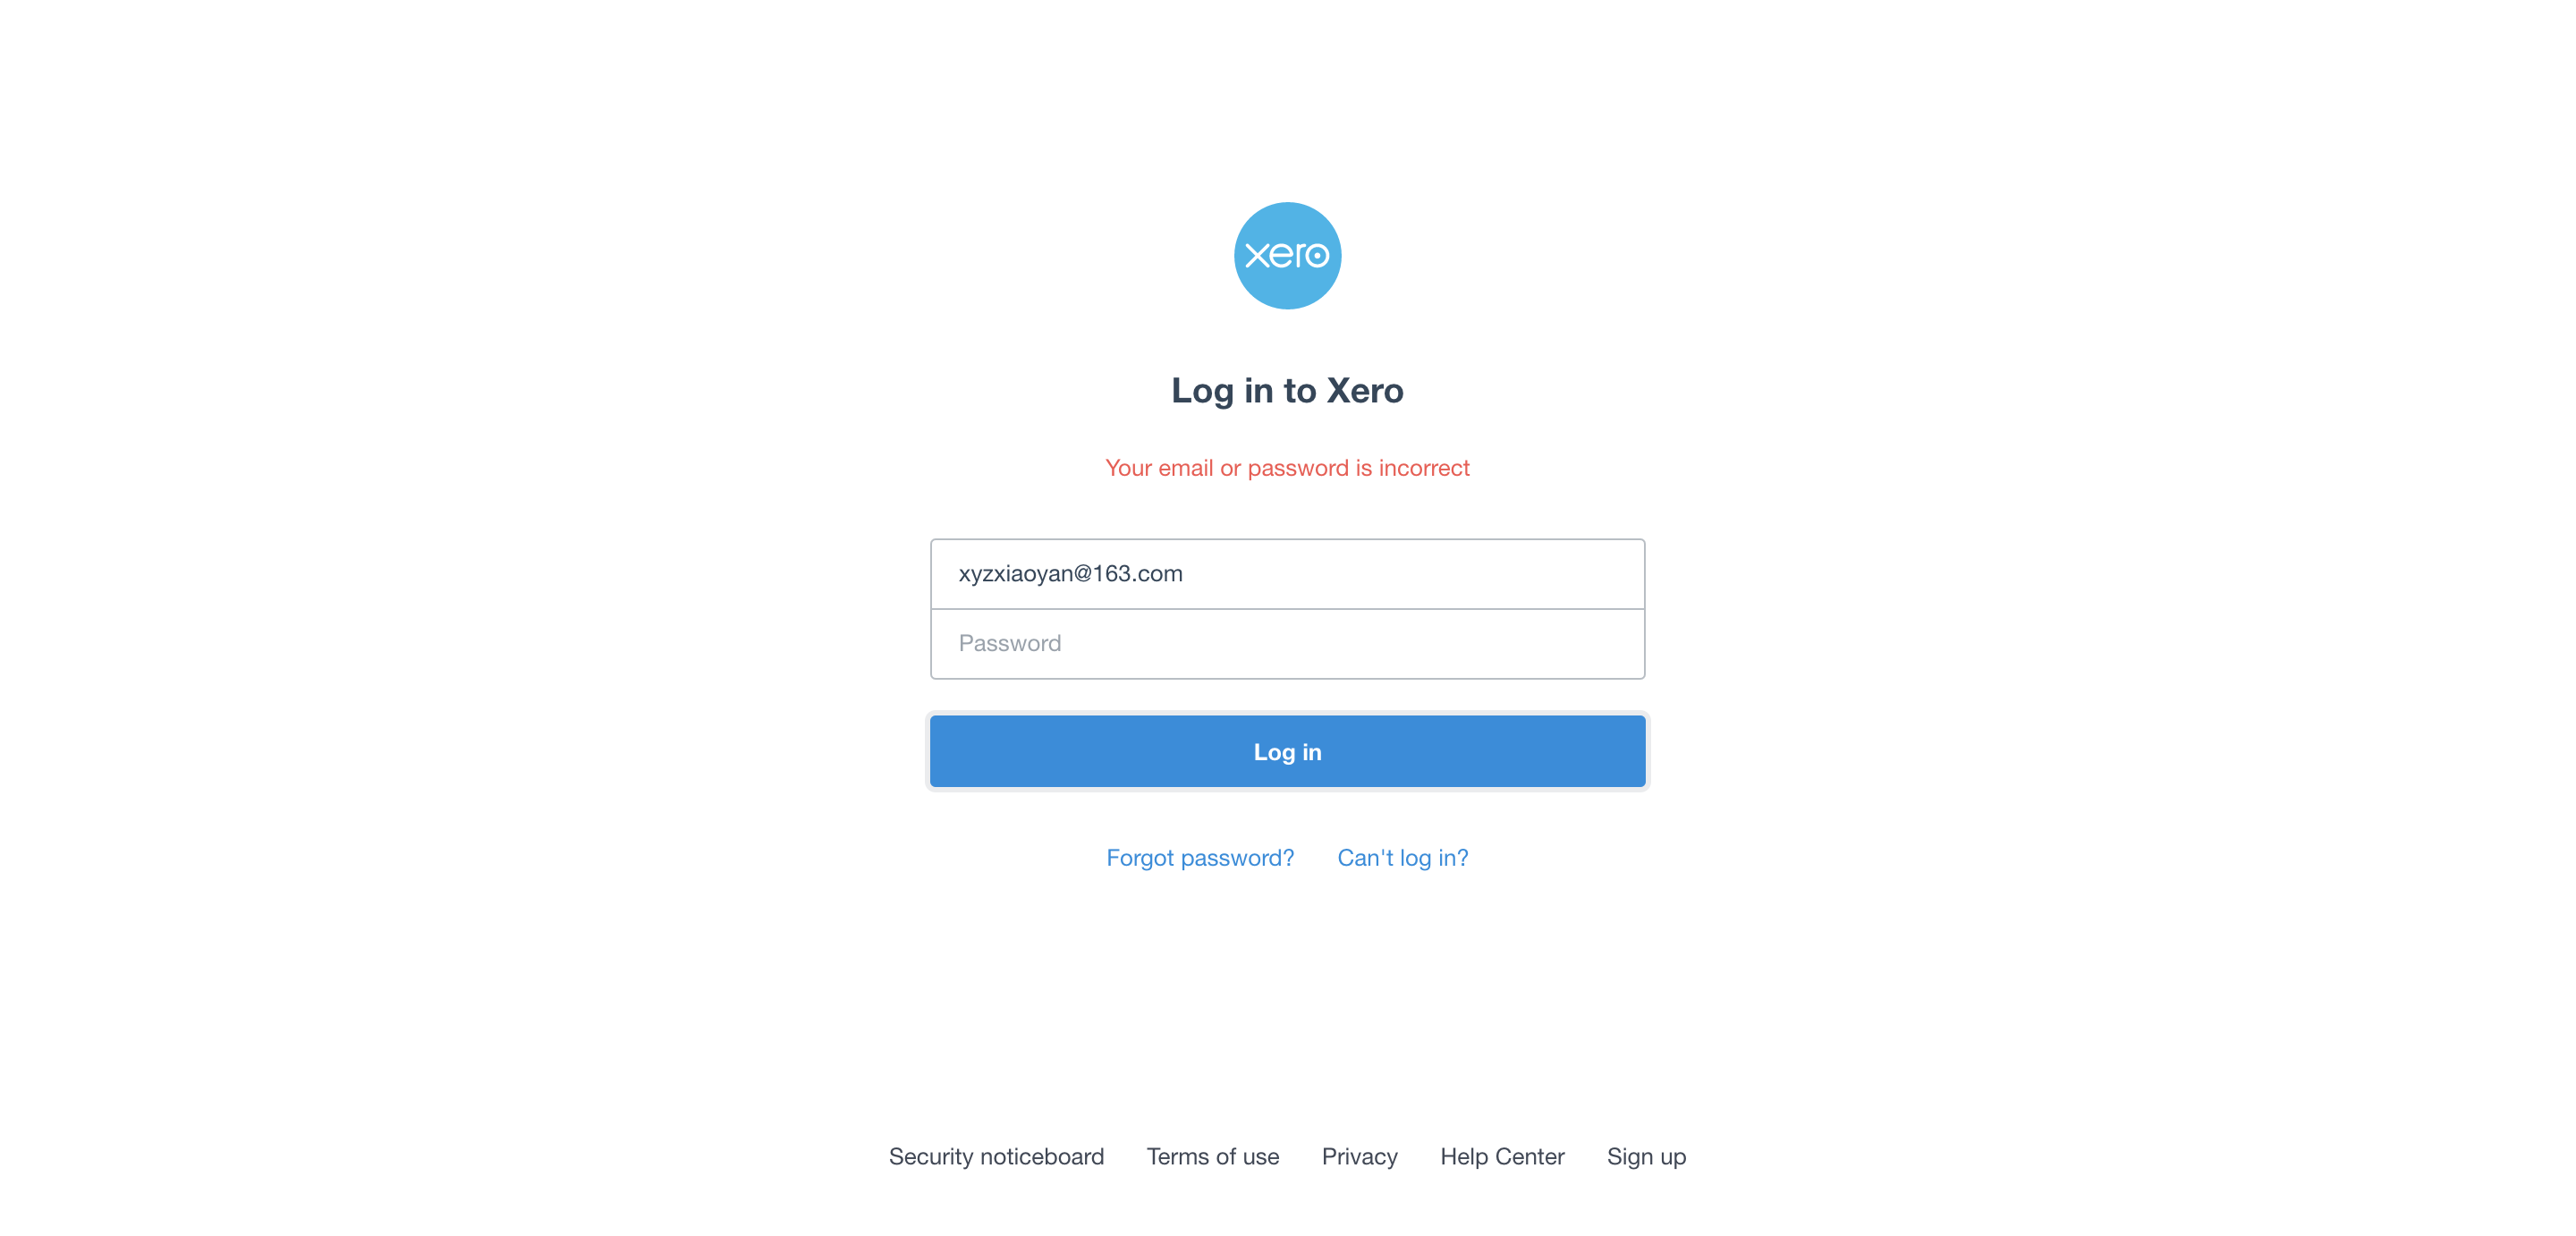 xero
Log in to Xero
Your email or password is incorrect
xyzxiaoyan@163.com
Password
Log in
Forgot password? Can't log in?
Security noticeboard Terms of use Privacy Help Center Sign up